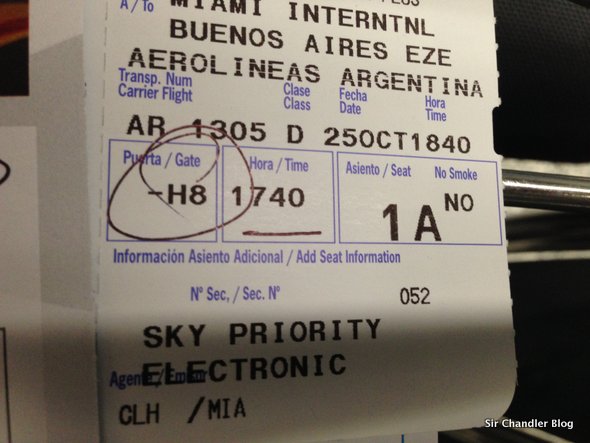 A / To MIAMI INTERNTNL
BUENOS AIRES EZE
AEROLINEAS ARGENTINA
Transp. Num Clase Fecha Hora
Carrier Flight Class Date Time
AR 1305 D 25OCT1840
Puerta / Gate Hora / Time Asiento / Seat No Smoke
-H8 1740 1A NO
Información Asiento Adicional / Add Seat Information
Nº Sec, / Sec. Nº 052
SKY PRIORITY
ELECTRONIC
CLH /MIA
Sir Chandler Blog